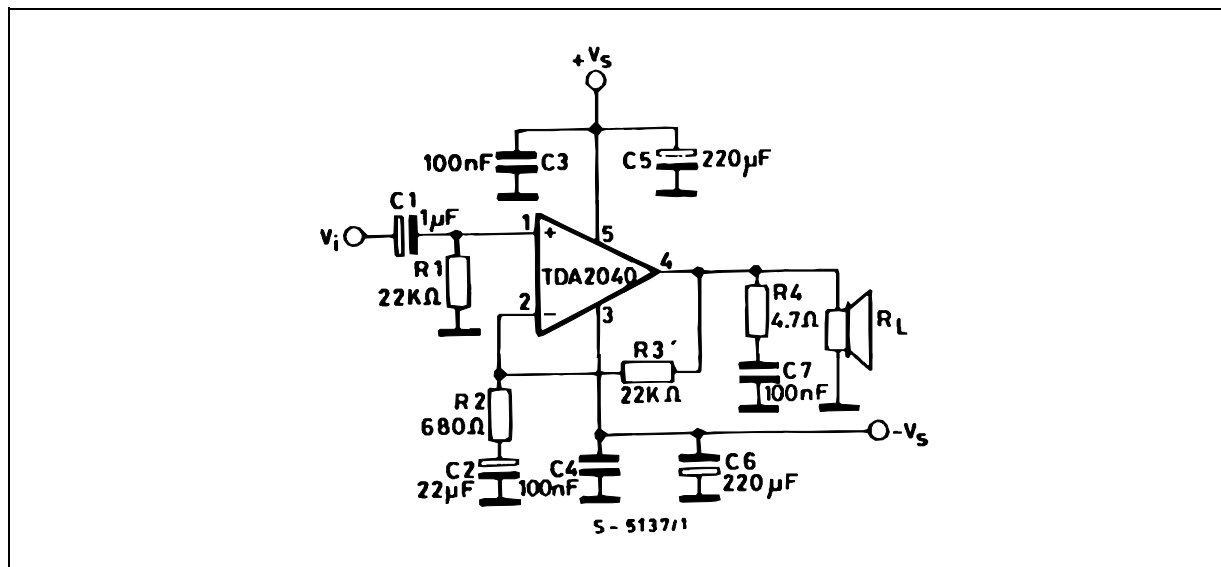 +Vs
100nF C3
C5 220µF
C1
1µF
Vi
1
+
5
R1
22KΩ
TDA2040
4
2
-
3
R4
4.7Ω
RL
R3
22KΩ
C7
100nF
R2
680Ω
-Vs
C2
22µF
C4
100nF
C6
220µF
S-5137/1